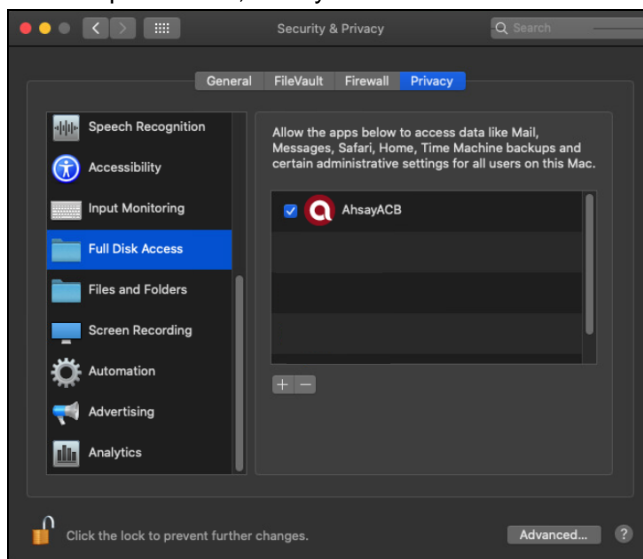 Security & Privacy
Search
General
FileVault
Firewall
Privacy
Speech Recognition
Accessibility
Input Monitoring
Full Disk Access
Files and Folders
Screen Recording
Automation
Advertising
Analytics
Allow the apps below to access data like Mail,
Messages, Safari, Home, Time Machine backups and
certain administrative settings for all users on this Mac.
AhsayACB
Click the lock to prevent further changes.
Advanced...
?